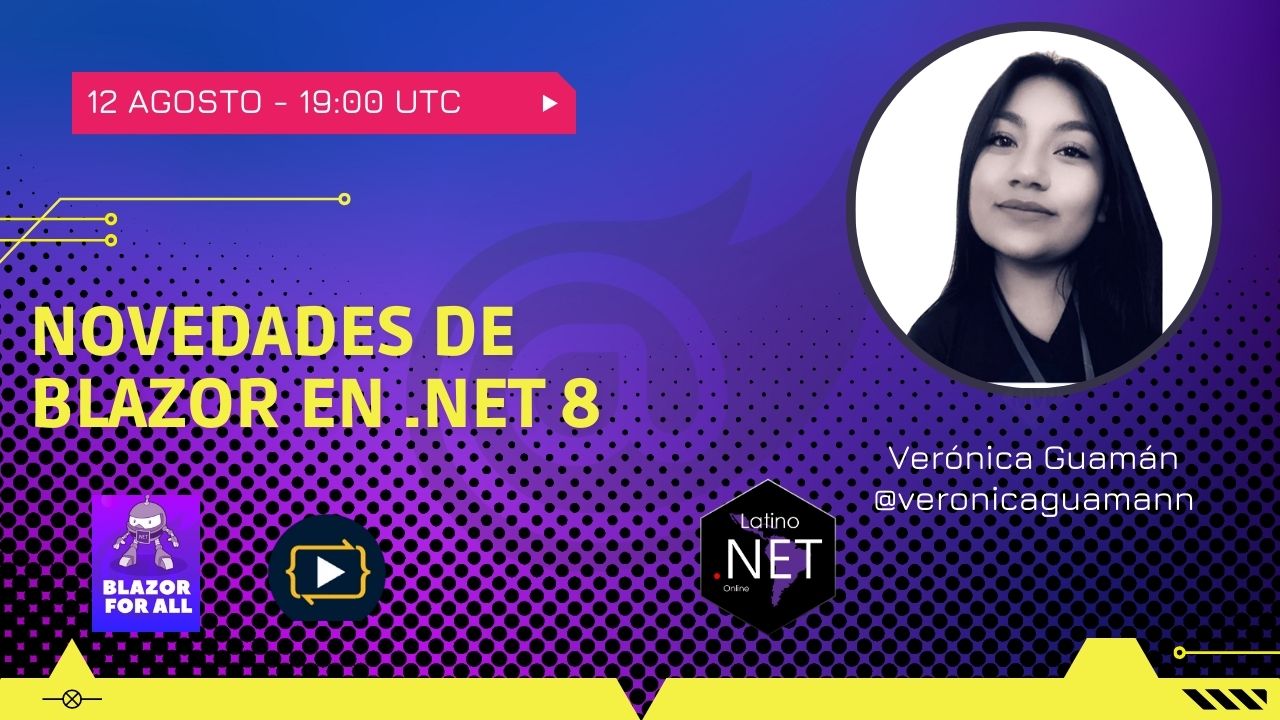 12 AGOSTO - 19:00 UTC
NOVEDADES DE
BLAZOR EN .NET 8
Verónica Guamán
@veronicaguamann
.NET
BLAZOR
FOR ALL
Latino
.NET
Online